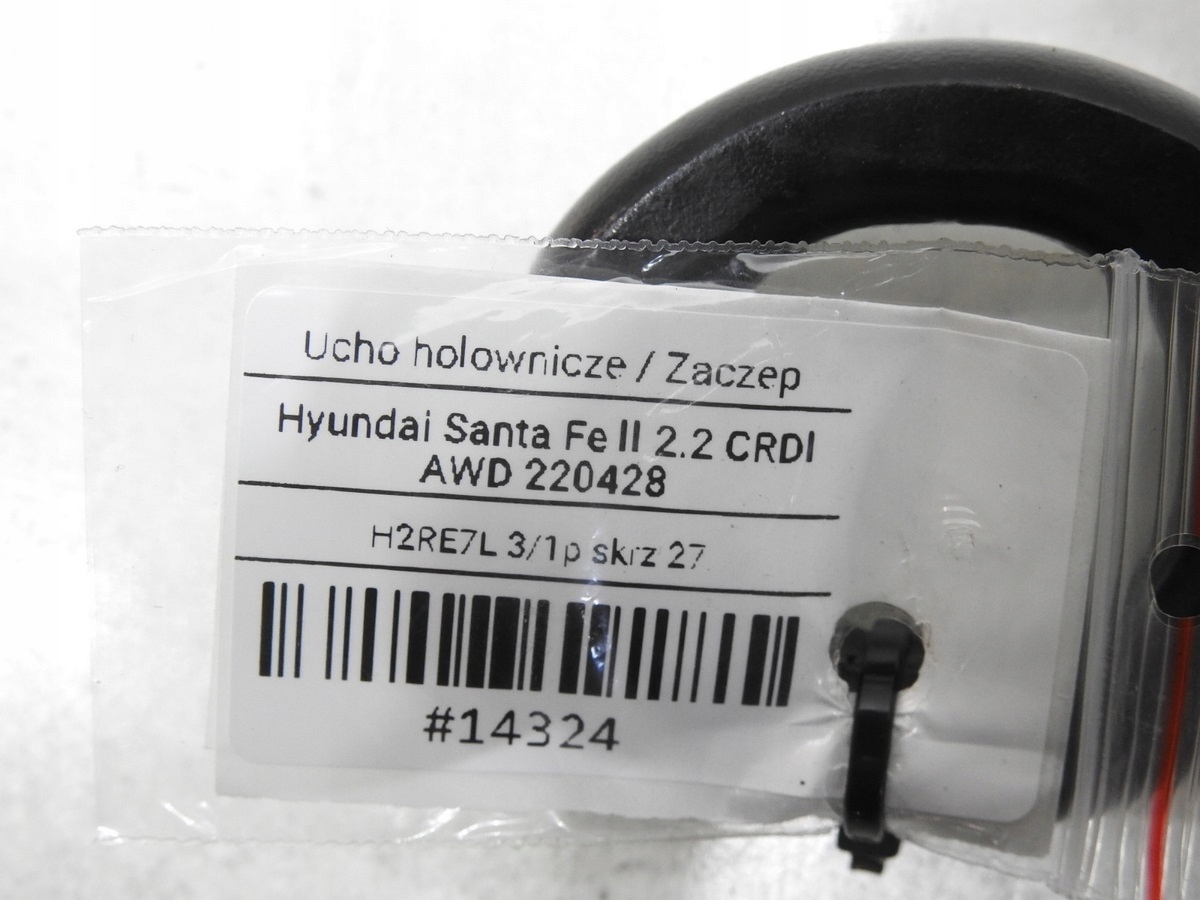 Ucho holownicze / Zaczep
Hyundai Santa Fe II 2.2 CRDI
AWD 220428
H2RE7L 3/1p skrz 27
#14324